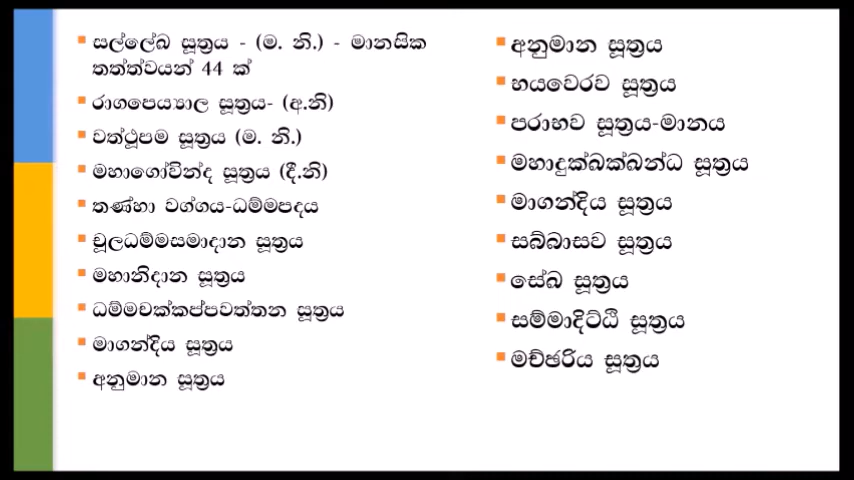 සල්ලේඛ සූත්‍රය - (ම. නි.) - මානසික
තත්ත්වයන් 44 ක්
රාගපෙය්‍යාල සූත්‍රය- (අ.නි)
වත්ථූපම සූත්‍රය (ම. නි.)
මහාගෝවින්ද සූත්‍රය (දී.නි)
තණ්හා වග්ගය-ධම්මපදය
චූලධම්මසමාදාන සූත්‍රය
මහානිදාන සූත්‍රය
ධම්මචක්කප්පවත්තන සූත්‍රය
මාගන්දිය සූත්‍රය
අනුමාන සූත්‍රය
අනුමාන සූත්‍රය
භයවෙරව සූත්‍රය
පරාභව සූත්‍රය-මානය
මහාදුක්ඛක්ඛන්ධ සූත්‍රය
මාගන්දිය සූත්‍රය
සබ්බාසව සූත්‍රය
සේඛ සූත්‍රය
සම්මාදිට්ඨි සූත්‍රය
මච්ඡරිය සූත්‍රය